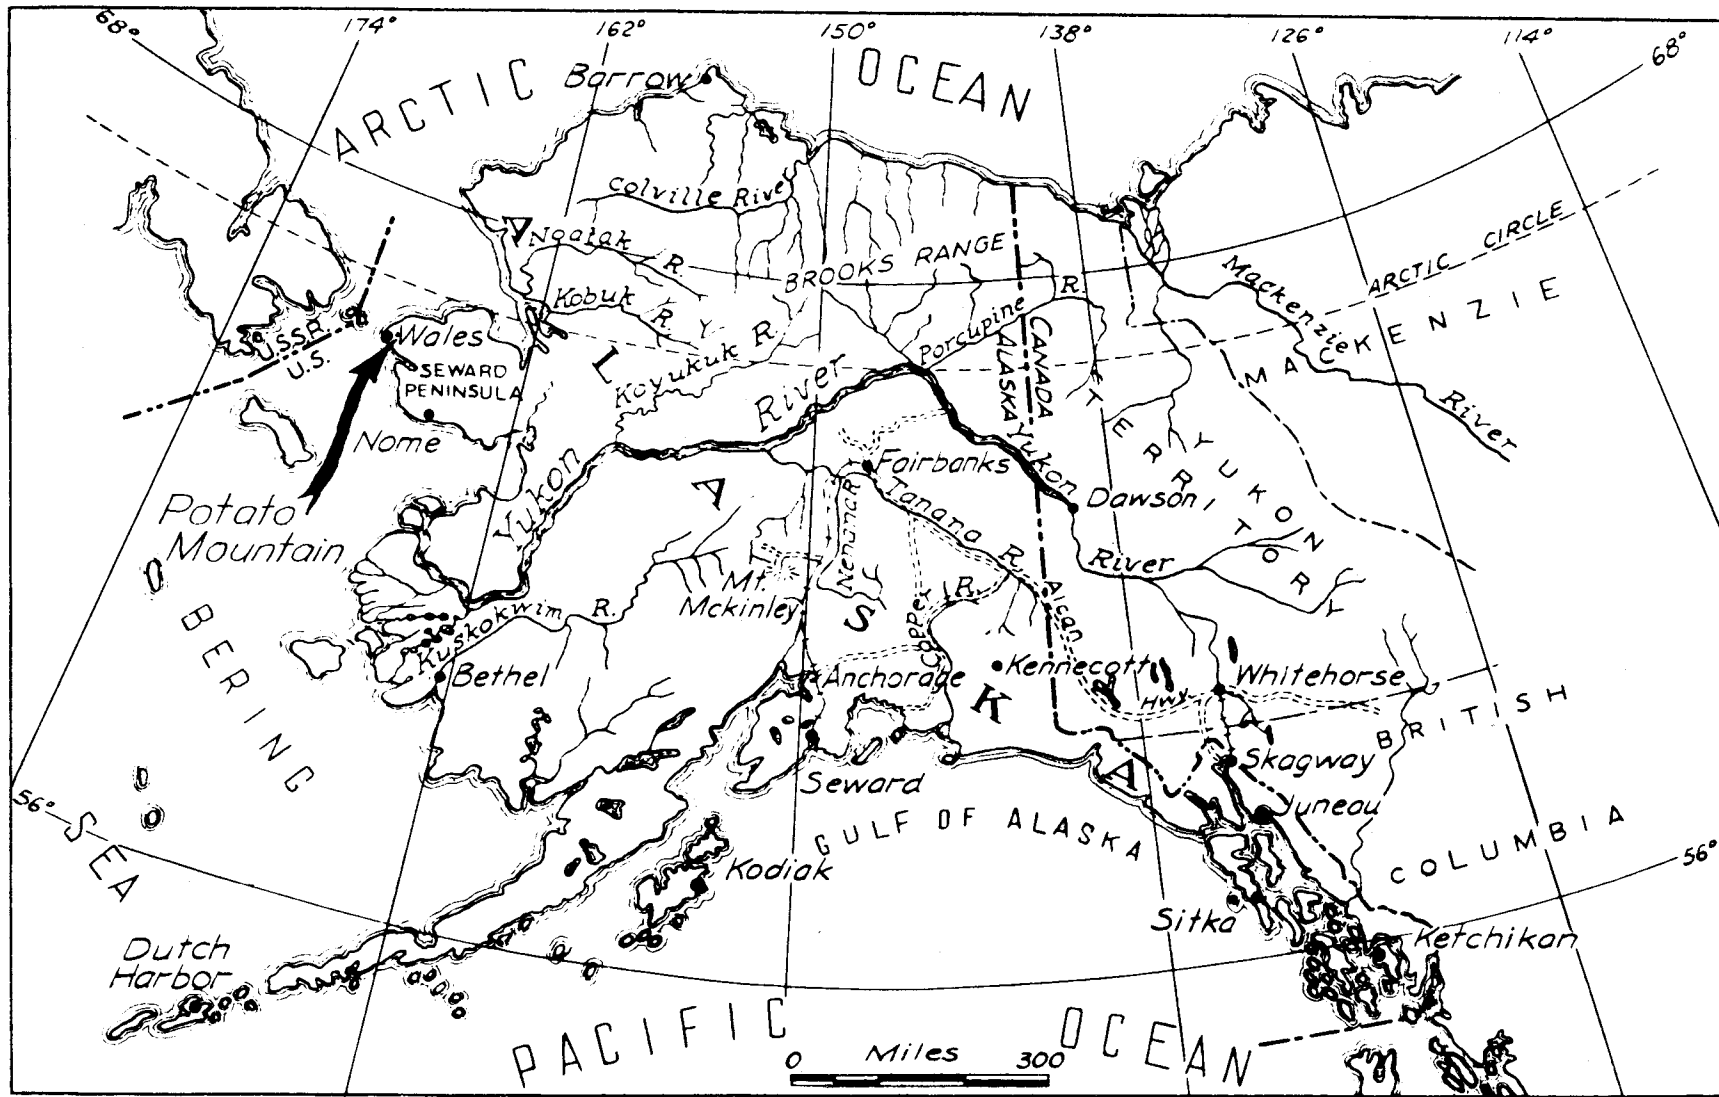 68°
174°
162°
150°
138°
126°
114°
68°
ARCTIC OCEAN
Barrow
Colville River
Noatak R.
BROOKS RANGE
ARCTIC CIRCLE
Mackenzie River
MACKENZIE
Kobuk R.
Koyukuk R.
Porcupine R.
U.S.S.R.
U.S.
Wales
SEWARD
PENINSULA
Nome
CANADA
ALASKA
Yukon River
Potato
Mountain
Fairbanks
Tanana R.
Nenana R.
Yukon
Dawson
River
YUKON
TERRITORY
Mt.
Mckinley
Copper R.
Alcan
Hwy
Kuskokwim R.
Bethel
Anchorage
Kennecott
Whitehorse
ALASKA
BRITISH
COLUMBIA
Seward
Skagway
Juneau
BERING
SEA
56°
GULF OF ALASKA
Kodiak
Sitka
56°
Ketchikan
Dutch
Harbor
PACIFIC OCEAN
0 Miles 300